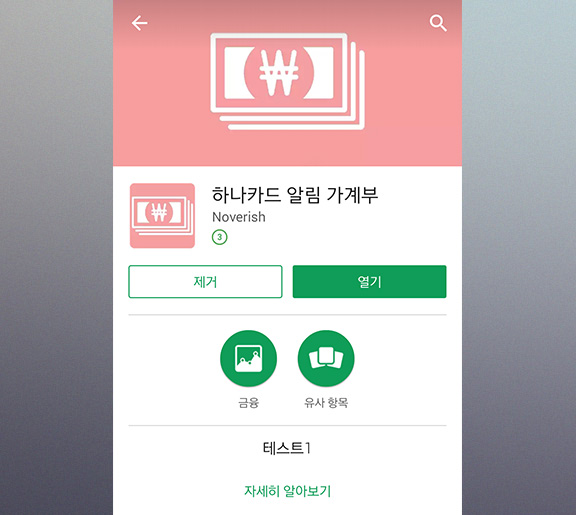 ₩
하나카드 알림 가계부
Noverish
3
₩
제거
열기
금융
유사 항목
테스트1
자세히 알아보기